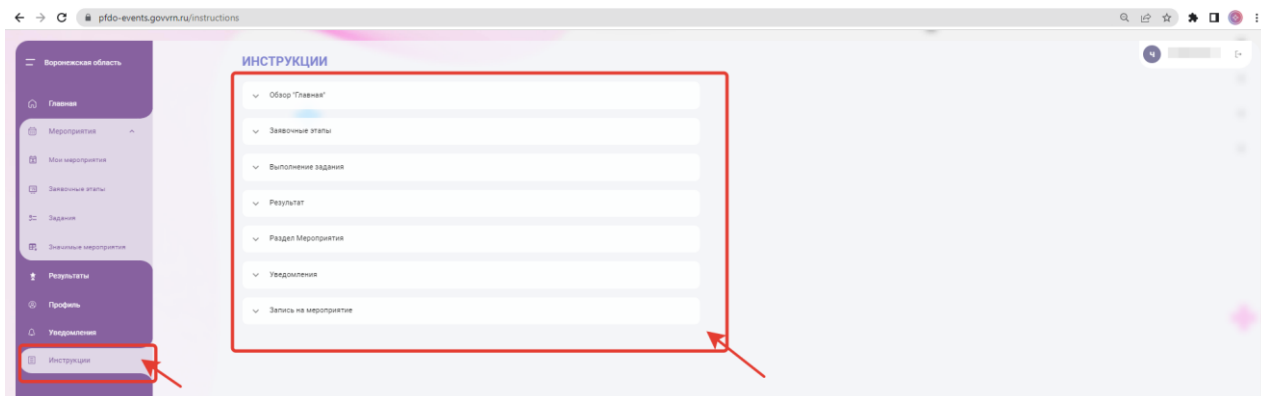 pfdo-events.govvrn.ru/instructions
Воронежская область
Главная
Мероприятия
Мои мероприятия
Заявочные этапы
Задания
Значимые мероприятия
Результаты
Профиль
Уведомления
Инструкции
ИНСТРУКЦИИ
Обзор "Главная"
Заявочные этапы
Выполнение задания
Результат
Раздел Мероприятия
Уведомления
Запись на мероприятие
Ч